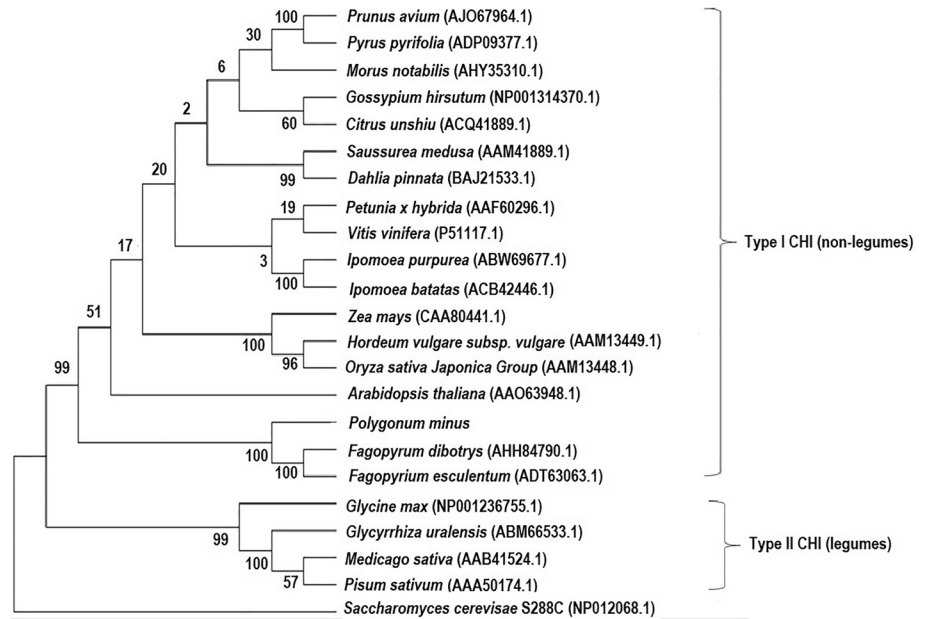 100
Prunus avium (AJO67964.1)
30
Pyrus pyrifolia (ADP09377.1)
6
Morus notabilis (AHY35310.1)
Gossypium hirsutum (NP001314370.1)
2
60
Citrus unshiu (ACQ41889.1)
Saussurea medusa (AAM41889.1)
20
99
Dahlia pinnata (BAJ21533.1)
19
Petunia x hybrida (AAF60296.1)
Vitis vinifera (P51117.1)
Type I CHI (non-legumes)
17
3
Ipomoea purpurea (ABW69677.1)
100
Ipomoea batatas (ACB42446.1)
51
Zea mays (CAA80441.1)
100
Hordeum vulgare subsp. vulgare (AAM13449.1)
96
Oryza sativa Japonica Group (AAM13448.1)
99
Arabidopsis thaliana (AAO63948.1)
Polygonum minus
100
Fagopyrum dibotrys (AHH84790.1)
100
Fagopyrium esculentum (ADT63063.1)
Glycine max (NP001236755.1)
99
Glycyrrhiza uralensis (ABM66533.1)
Type II CHI (legumes)
100
Medicago sativa (AAB41524.1)
57
Pisum sativum (AAA50174.1)
Saccharomyces cerevisae S288C (NP012068.1)